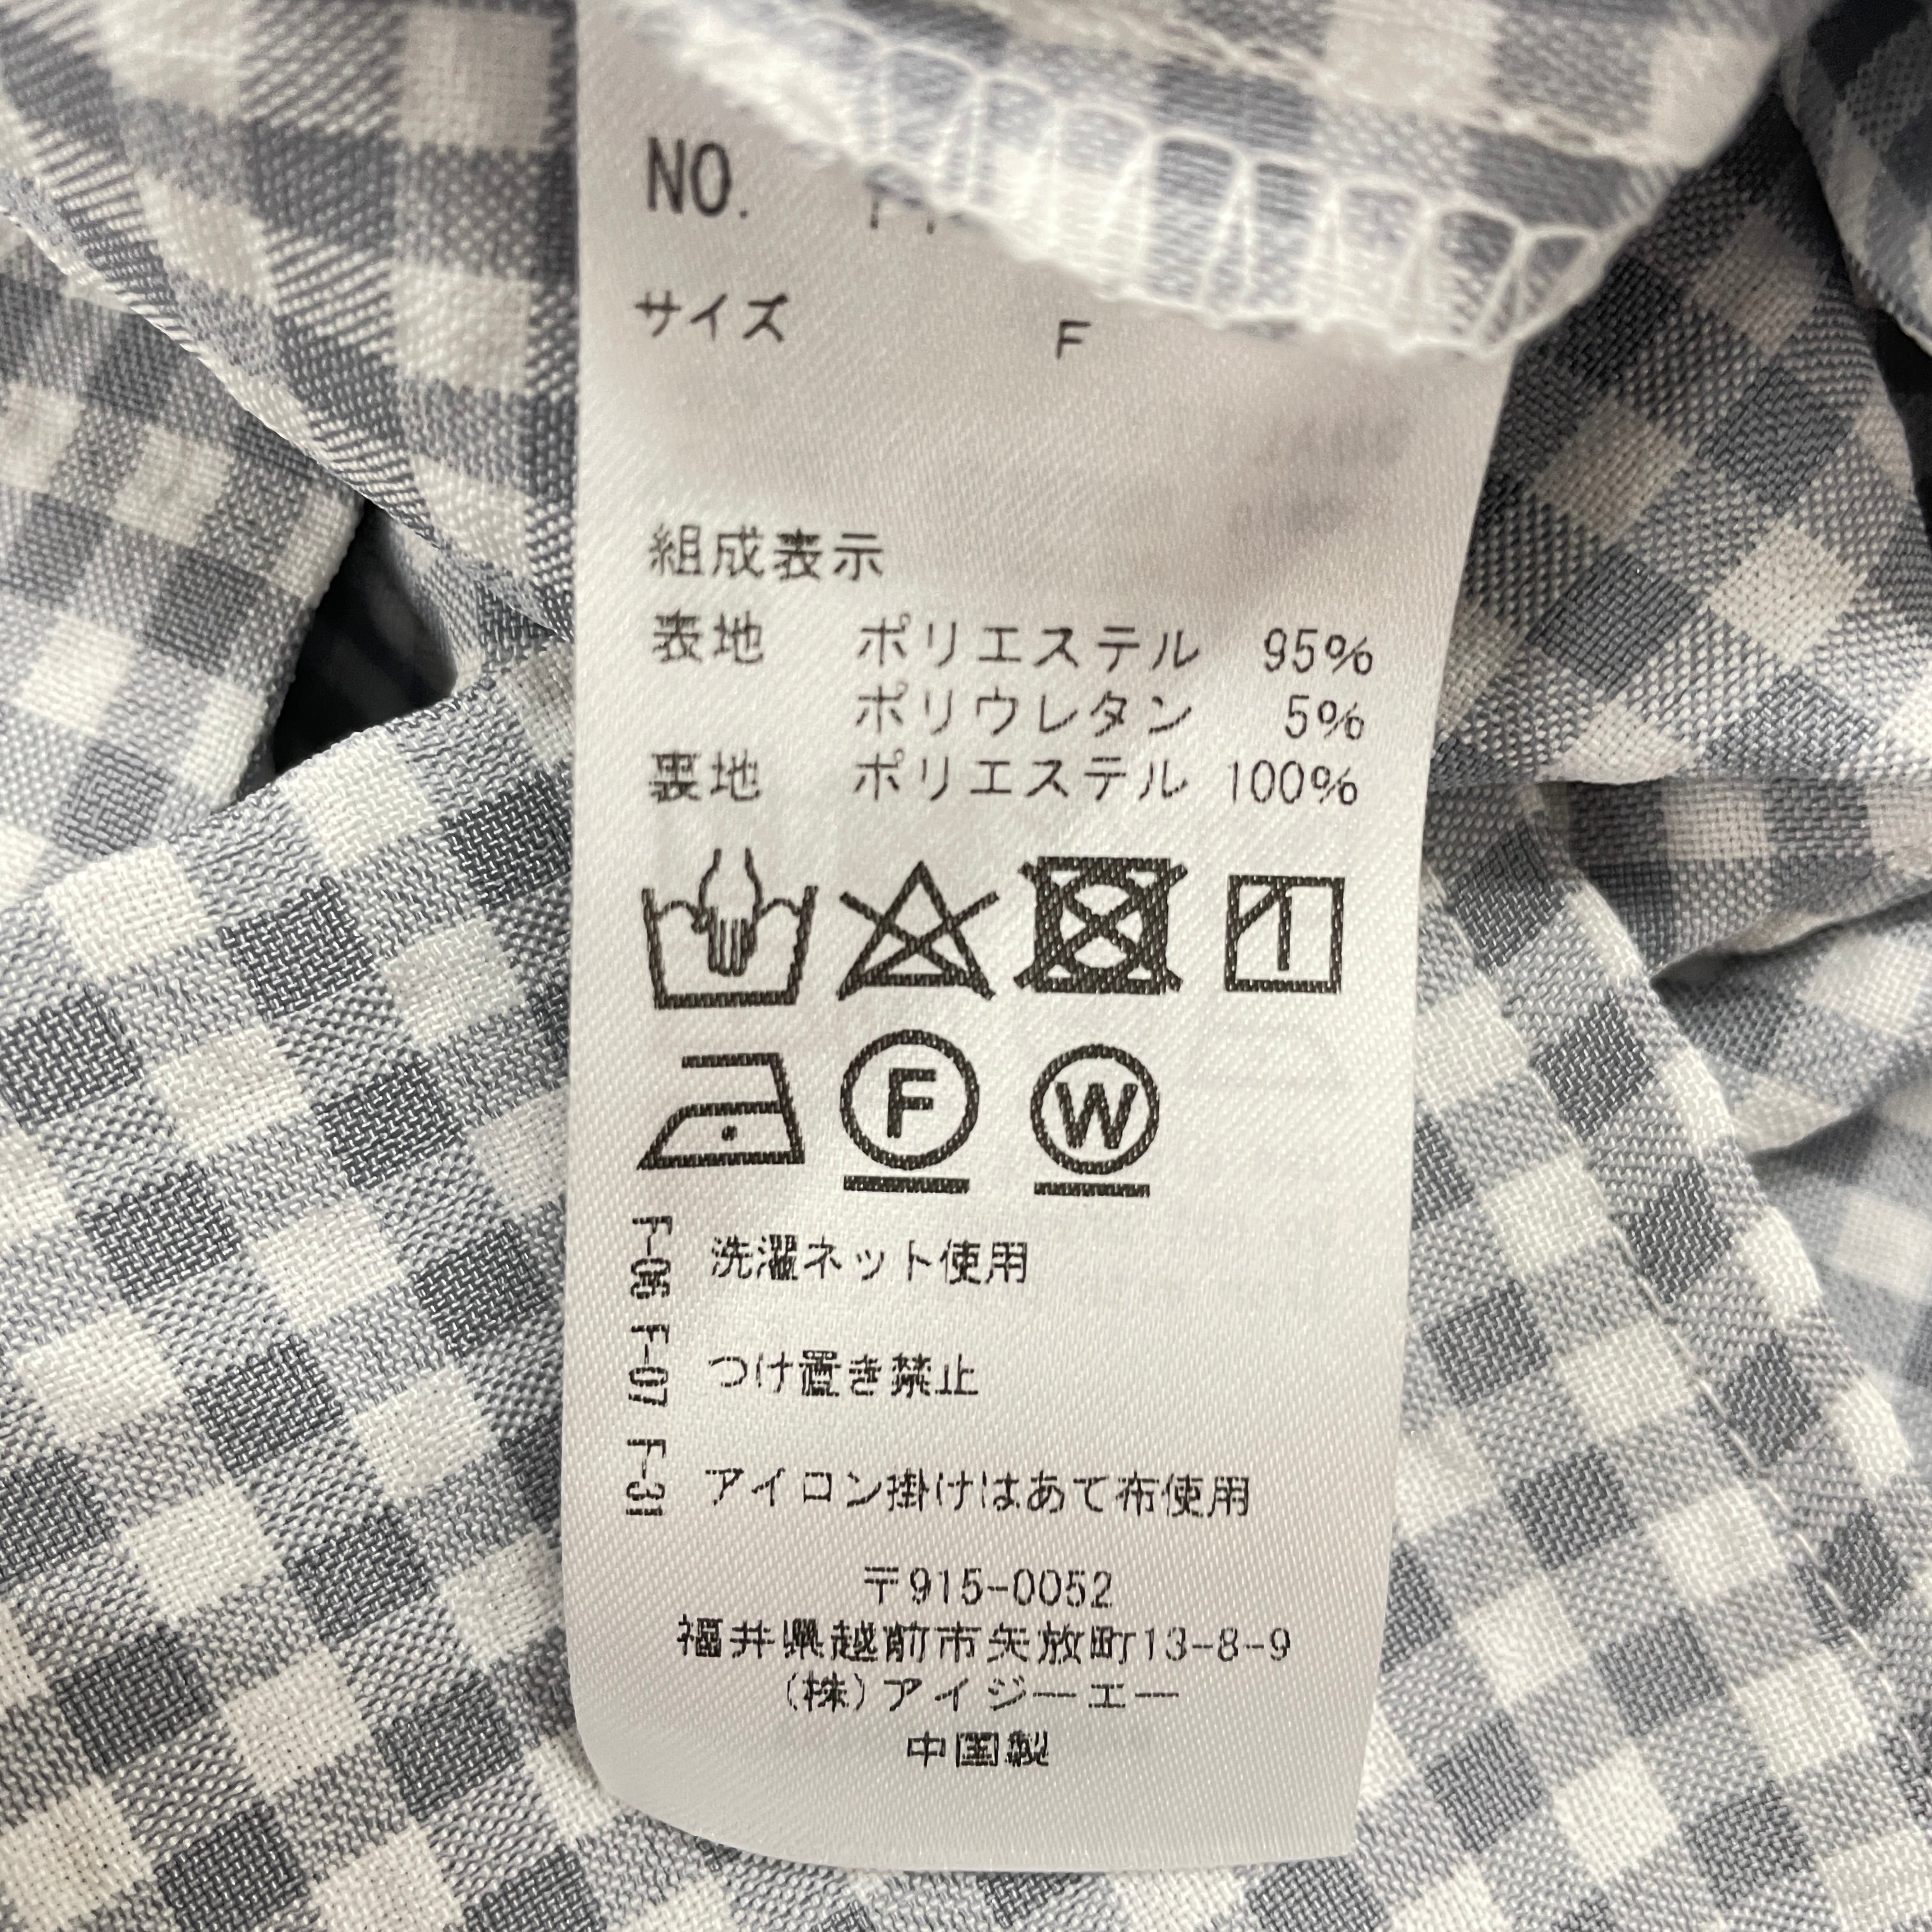 NO.
サイズ F
組成表示
表地 ポリエステル 95%
ポリウレタン 5%
裏地 ポリエステル 100%
F
W
F-06 洗濯ネット使用
F-07 つけ置き禁止
F-31 アイロン掛けはあて布使用
〒915-0052
福井県越前市矢放町13-8-9
(株)アイジーエー
中国製